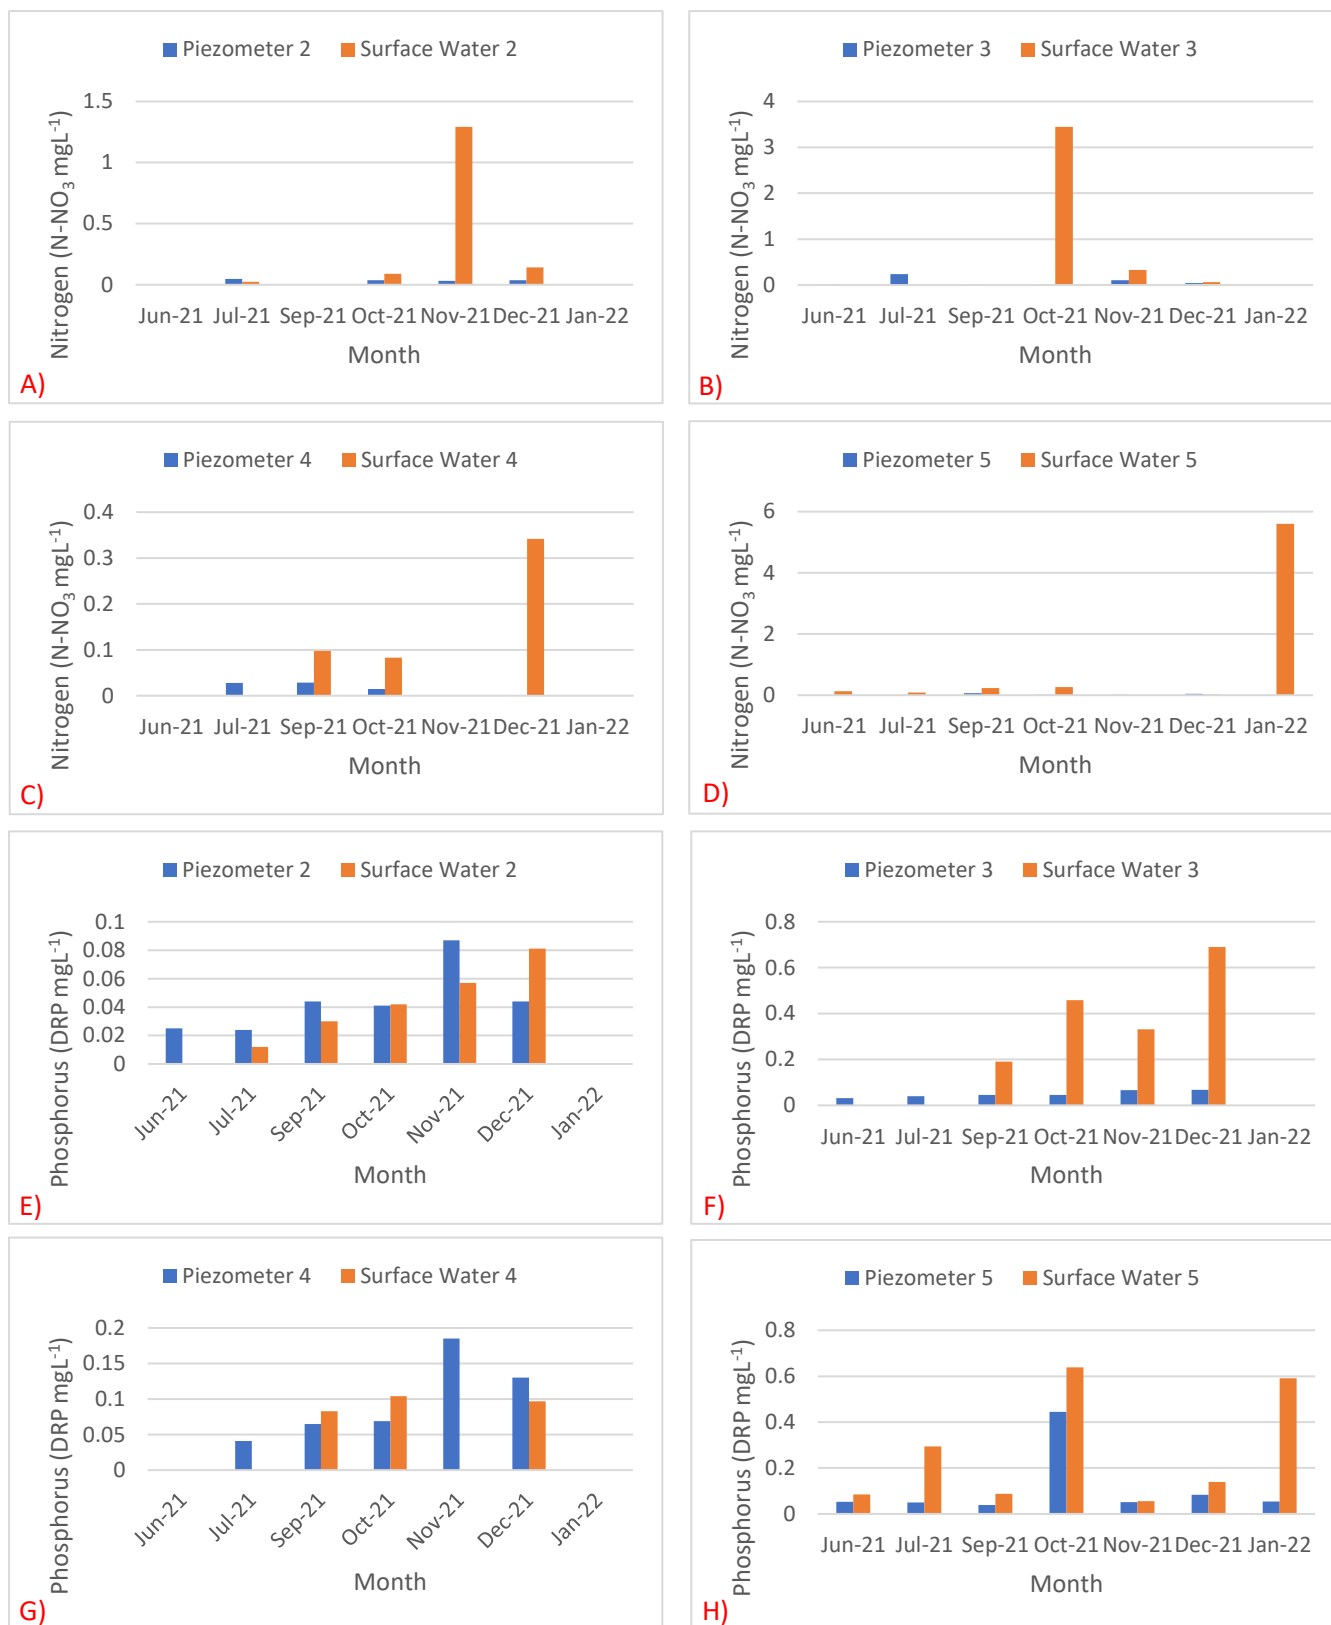 Piezometer 2 Surface Water 2
Nitrogen (N-NO3 mgL-1)
1.5
1
0.5
0
Jun-21 Jul-21 Sep-21 Oct-21 Nov-21 Dec-21 Jan-22
Month
A)
Piezometer 3 Surface Water 3
Nitrogen (N-NO3 mgL-1)
4
3
2
1
0
Jun-21 Jul-21 Sep-21 Oct-21 Nov-21 Dec-21 Jan-22
Month
B)
Piezometer 4 Surface Water 4
Nitrogen (N-NO3 mgL-1)
0.4
0.3
0.2
0.1
0
Jun-21 Jul-21 Sep-21 Oct-21 Nov-21 Dec-21 Jan-22
Month
C)
Piezometer 5 Surface Water 5
Nitrogen (N-NO3 mgL-1)
6
4
2
0
Jun-21 Jul-21 Sep-21 Oct-21 Nov-21 Dec-21 Jan-22
Month
D)
Piezometer 2 Surface Water 2
Phosphorus (DRP mgL-1)
0.1
0.08
0.06
0.04
0.02
0
Jun-21 Jul-21 Sep-21 Oct-21 Nov-21 Dec-21 Jan-22
Month
E)
Piezometer 3 Surface Water 3
Phosphorus (DRP mgL-1)
0.8
0.6
0.4
0.2
0
Jun-21 Jul-21 Sep-21 Oct-21 Nov-21 Dec-21 Jan-22
Month
F)
Piezometer 4 Surface Water 4
Phosphorus (DRP mgL-1)
0.2
0.15
0.1
0.05
0
Jun-21 Jul-21 Sep-21 Oct-21 Nov-21 Dec-21 Jan-22
Month
G)
Piezometer 5 Surface Water 5
Phosphorus (DRP mgL-1)
0.8
0.6
0.4
0.2
0
Jun-21 Jul-21 Sep-21 Oct-21 Nov-21 Dec-21 Jan-22
Month
H)